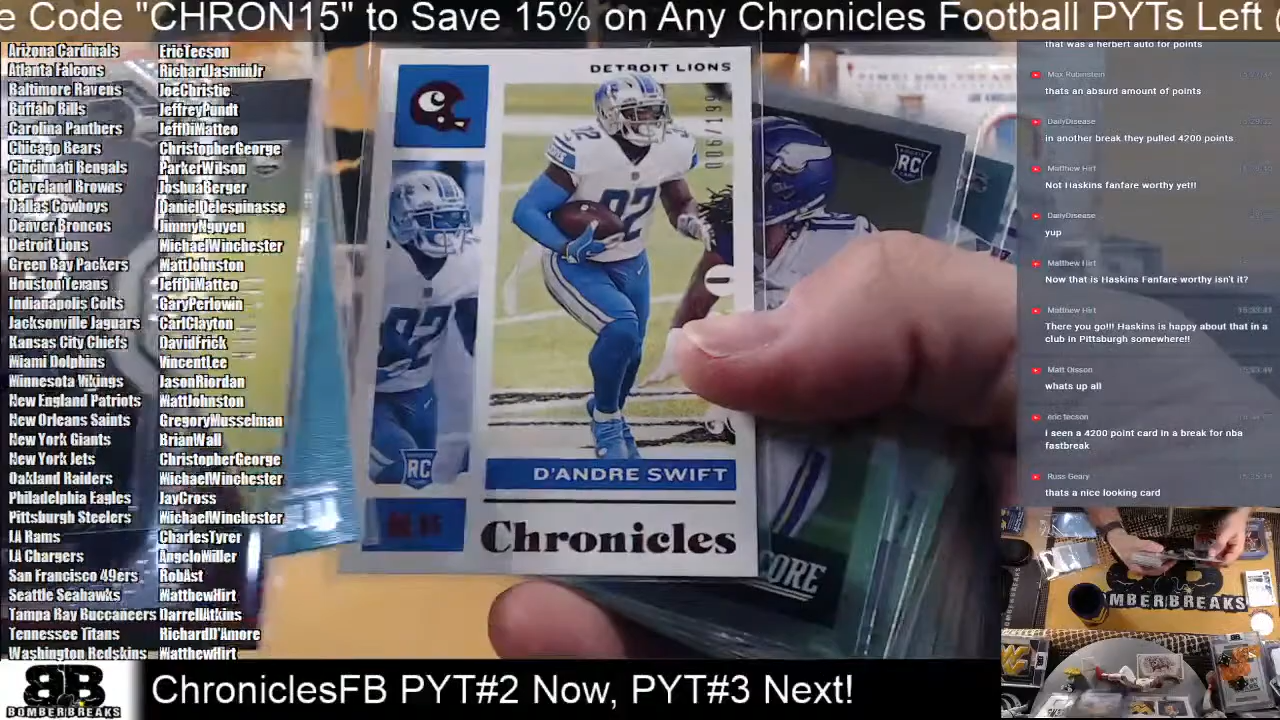 e Code "CHRON15" to Save 15% on Any Chronicles Football PYTs Left
Arizona Cardinals EricTecson
Atlanta Falcons RichardJasminJr
Baltimore Ravens JoeChristie
Buffalo Bills JeffreyPundt
Carolina Panthers JeffDiMatteo
Chicago Bears ChristopherGeorge
Cincinnati Bengals ParkerWilson
Cleveland Browns JoshuaBerger
Dallas Cowboys DanielDelespinasse
Denver Broncos JimmyNguyen
Detroit Lions MichaelWinchester
Green Bay Packers MattJohnston
Houston Texans JeffDiMatteo
Indianapolis Colts GaryPerlowin
Jacksonville Jaguars CarlClayton
Kansas City Chiefs DavidFrick
Miami Dolphins VincentLee
Minnesota Vikings JasonRiordan
New England Patriots MattJohnston
New Orleans Saints GregoryMusselman
New York Giants BrianWall
New York Jets ChristopherGeorge
Oakland Raiders MichaelWinchester
Philadelphia Eagles JayCross
Pittsburgh Steelers MichaelWinchester
LA Rams CharlesTyrer
LA Chargers AngeloMiller
San Francisco 49ers RobAst
Seattle Seahawks MatthewHirt
Tampa Bay Buccaneers DarrellAtkins
Tennessee Titans RichardD'Amore
Washington Redskins MatthewHirt
DETROIT LIONS
006/199
C
82
82
RC
RC
D'ANDRE SWIFT
Chronicles
CORE
that was a herbert auto for points
Max Rubinstein
thats an absurd amount of points
DailyDisease
in another break they pulled 4200 points
Matthew Hirt
Not Haskins fanfare worthy yet!!
DailyDisease
yup
Matthew Hirt
Now that is Haskins Fanfare worthy isn't it?
Matthew Hirt
There you go!!! Haskins is happy about that in a
club in Pittsburgh somewhere!!
Matt Olsson
whats up all
eric tecson
i seen a 4200 point card in a break for nba
fastbreak
Russ Geary
thats a nice looking card
MBERBREAKS
BB
BOMBERBREAKS
ChroniclesFB PYT#2 Now, PYT#3 Next!